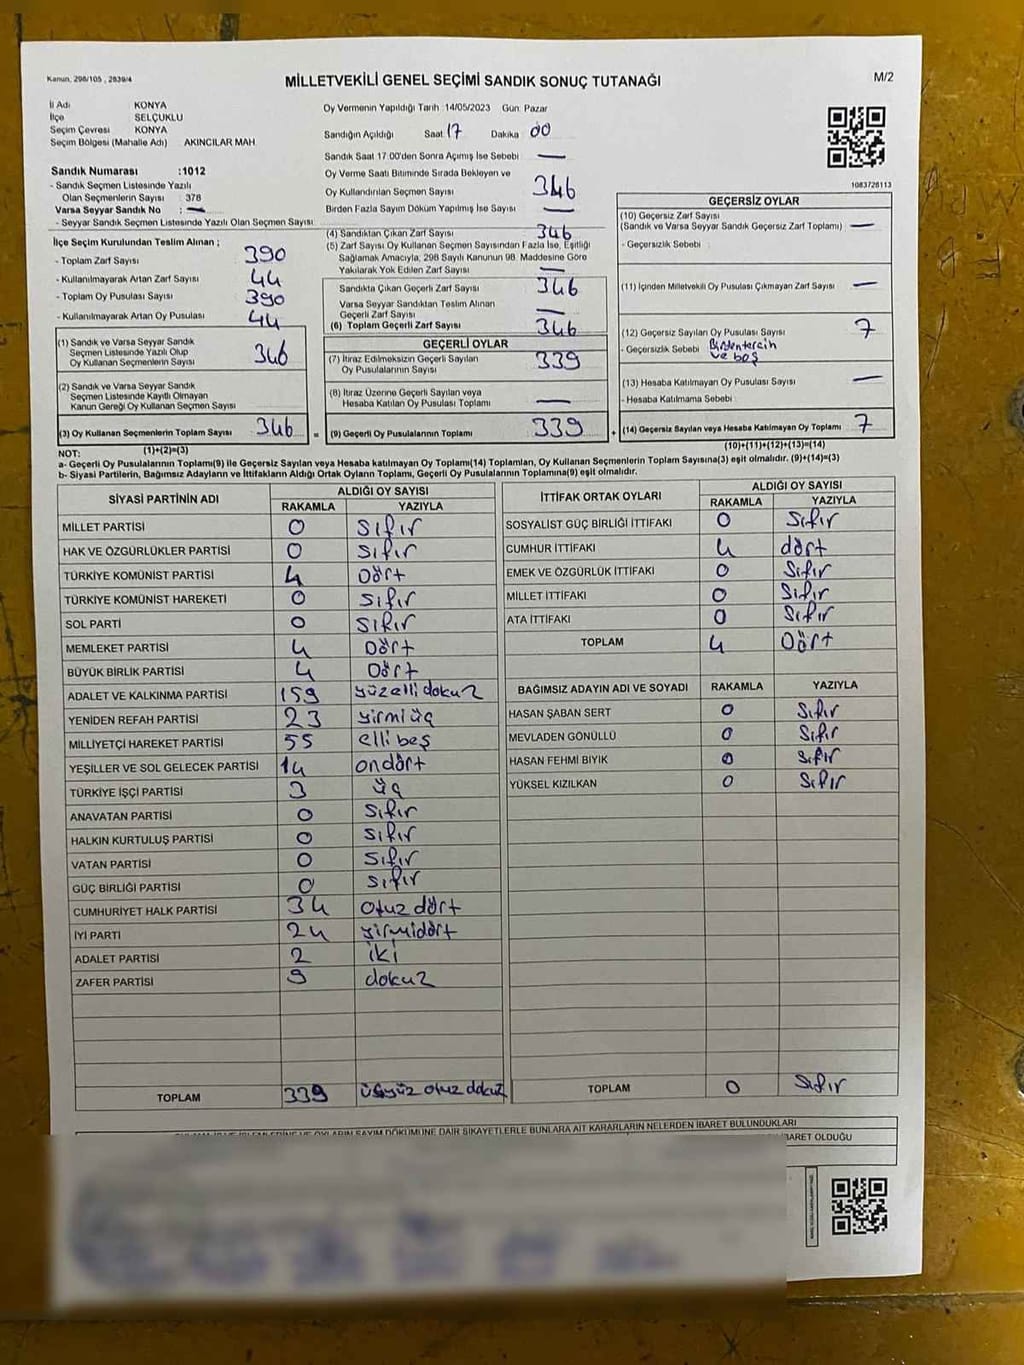 Kanun, 298/105 , 2839/4
MİLLETVEKİLİ GENEL SEÇİMİ SANDIK SONUÇ TUTANAĞI
M/2
İl Adı KONYA
İlçe SELÇUKLU
Seçim Çevresi KONYA
Seçim Bölgesi (Mahalle Adı) AKINCILAR MAH
Oy Vermenin Yapıldığı Tarih :14/05/2023 Gün: Pazar
Sandığın Açıldığı Saat 17 Dakika 00
Sandık Saat 17:00'den Sonra Açımış İse Sebebi —
Oy Verme Saati Bitiminde Sırada Bekleyen ve
Oy Kullandırılan Seçmen Sayısı 346
Birden Fazla Sayım Döküm Yapılmış İse Sayısı —
Sandık Numarası :1012
- Sandık Seçmen Listesinde Yazılı
Olan Seçmenlerin Sayısı : 378
Varsa Seyyar Sandık No : —
- Seyyar Sandık Seçmen Listesinde Yazılı Olan Seçmen Sayısı:
1083728113
İlçe Seçim Kurulundan Teslim Alınan ;
- Toplam Zarf Sayısı 390
- Kullanılmayarak Artan Zarf Sayısı 44
- Toplam Oy Pusulası Sayısı 390
- Kullanılmayarak Artan Oy Pusulası 44
(1) Sandık ve Varsa Seyyar Sandık
Seçmen Listesinde Yazılı Olup
Oy Kullanan Seçmenlerin Sayısı 346
(2) Sandık ve Varsa Seyyar Sandık
Seçmen Listesinde Kayıtlı Olmayan
Kanun Gereği Oy Kullanan Seçmen Sayısı
(3) Oy Kullanan Seçmenlerin Toplam Sayısı 346 =
(4) Sandıktan Çıkan Zarf Sayısı 346
(5) Zarf Sayısı Oy Kullanan Seçmen Sayısından Fazla İse, Eşitliği
Sağlamak Amacıyla, 298 Sayılı Kanunun 98. Maddesine Göre
Yakılarak Yok Edilen Zarf Sayısı —
Sandıkta Çıkan Geçerli Zarf Sayısı 346
Varsa Seyyar Sandıktan Teslim Alınan
Geçerli Zarf Sayısı —
(6) Toplam Geçerli Zarf Sayısı 346
GEÇERLİ OYLAR
(7) İtiraz Edilmeksizin Geçerli Sayılan
Oy Pusulalarının Sayısı 339
(8) İtiraz Üzerine Geçerli Sayılan veya
Hesaba Katılan Oy Pusulası Toplamı —
(9) Geçerli Oy Pusulalarının Toplamı 339 +
GEÇERSİZ OYLAR
(10) Geçersiz Zarf Sayısı
(Sandık ve Varsa Seyyar Sandık Geçersiz Zarf Toplamı) —
- Geçersizlik Sebebi :
(11) İçinden Milletvekili Oy Pusulası Çıkmayan Zarf Sayısı —
(12) Geçersiz Sayılan Oy Pusulası Sayısı 7
- Geçersizlik Sebebi : Birden tercih
ve boş
(13) Hesaba Katılmayan Oy Pusulası Sayısı —
- Hesaba Katılmama Sebebi :
(14) Geçersiz Sayılan veya Hesaba Katılmayan Oy Toplamı 7
NOT: (1)+(2)=(3) (10)+(11)+(12)+(13)=(14)
a- Geçerli Oy Pusulalarının Toplamı(9) ile Geçersiz Sayılan veya Hesaba katılmayan Oy Toplamı(14) Toplamları, Oy Kullanan Seçmenlerin Toplam Sayısına(3) eşit olmalıdır. (9)+(14)=(3)
b- Siyasi Partilerin, Bağımsız Adayların ve İttifakların Aldığı Ortak Oyların Toplamı, Geçerli Oy Pusulalarının Toplamına(9) eşit olmalıdır.
SİYASİ PARTİNİN ADI ALDIĞI OY SAYISI
RAKAMLA YAZIYLA
MİLLET PARTİSİ 0 Sıfır
HAK VE ÖZGÜRLÜKLER PARTİSİ 0 Sıfır
TÜRKİYE KOMÜNİST PARTİSİ 4 Dört
TÜRKİYE KOMÜNİST HAREKETİ 0 Sıfır
SOL PARTİ 0 Sıfır
MEMLEKET PARTİSİ 4 Dört
BÜYÜK BİRLİK PARTİSİ 4 Dört
ADALET VE KALKINMA PARTİSİ 159 yüzelli dokuz
YENİDEN REFAH PARTİSİ 23 yirmi üç
MİLLİYETÇİ HAREKET PARTİSİ 55 elli beş
YEŞİLLER VE SOL GELECEK PARTİSİ 14 ondört
TÜRKİYE İŞÇİ PARTİSİ 3 üç
ANAVATAN PARTİSİ 0 Sıfır
HALKIN KURTULUŞ PARTİSİ 0 Sıfır
VATAN PARTİSİ 0 Sıfır
GÜÇ BİRLİĞİ PARTİSİ 0 Sıfır
CUMHURİYET HALK PARTİSİ 34 Otuz dört
İYİ PARTİ 24 yirmidört
ADALET PARTİSİ 2 İki
ZAFER PARTİSİ 9 dokuz
TOPLAM 339 üçyüz otuz dokuz
İTTİFAK ORTAK OYLARI ALDIĞI OY SAYISI
RAKAMLA YAZIYLA
SOSYALİST GÜÇ BİRLİĞİ İTTİFAKI 0 Sıfır
CUMHUR İTTİFAKI 4 dört
EMEK VE ÖZGÜRLÜK İTTİFAKI 0 Sıfır
MİLLET İTTİFAKI 0 Sıfır
ATA İTTİFAKI 0 Sıfır
TOPLAM 4 Dört
BAĞIMSIZ ADAYIN ADI VE SOYADI RAKAMLA YAZIYLA
HASAN ŞABAN SERT 0 Sıfır
MEVLADEN GÖNÜLLÜ 0 Sıfır
HASAN FEHMİ BIYIK 0 Sıfır
YÜKSEL KIZILKAN 0 Sıfır
TOPLAM 0 Sıfır
OYLARIN SAYIM DÖKÜMÜNE DAİR ŞİKAYETLERLE BUNLARA AİT KARARLARIN NELERDEN İBARET BULUNDUKLARI
İBARET OLDUĞU